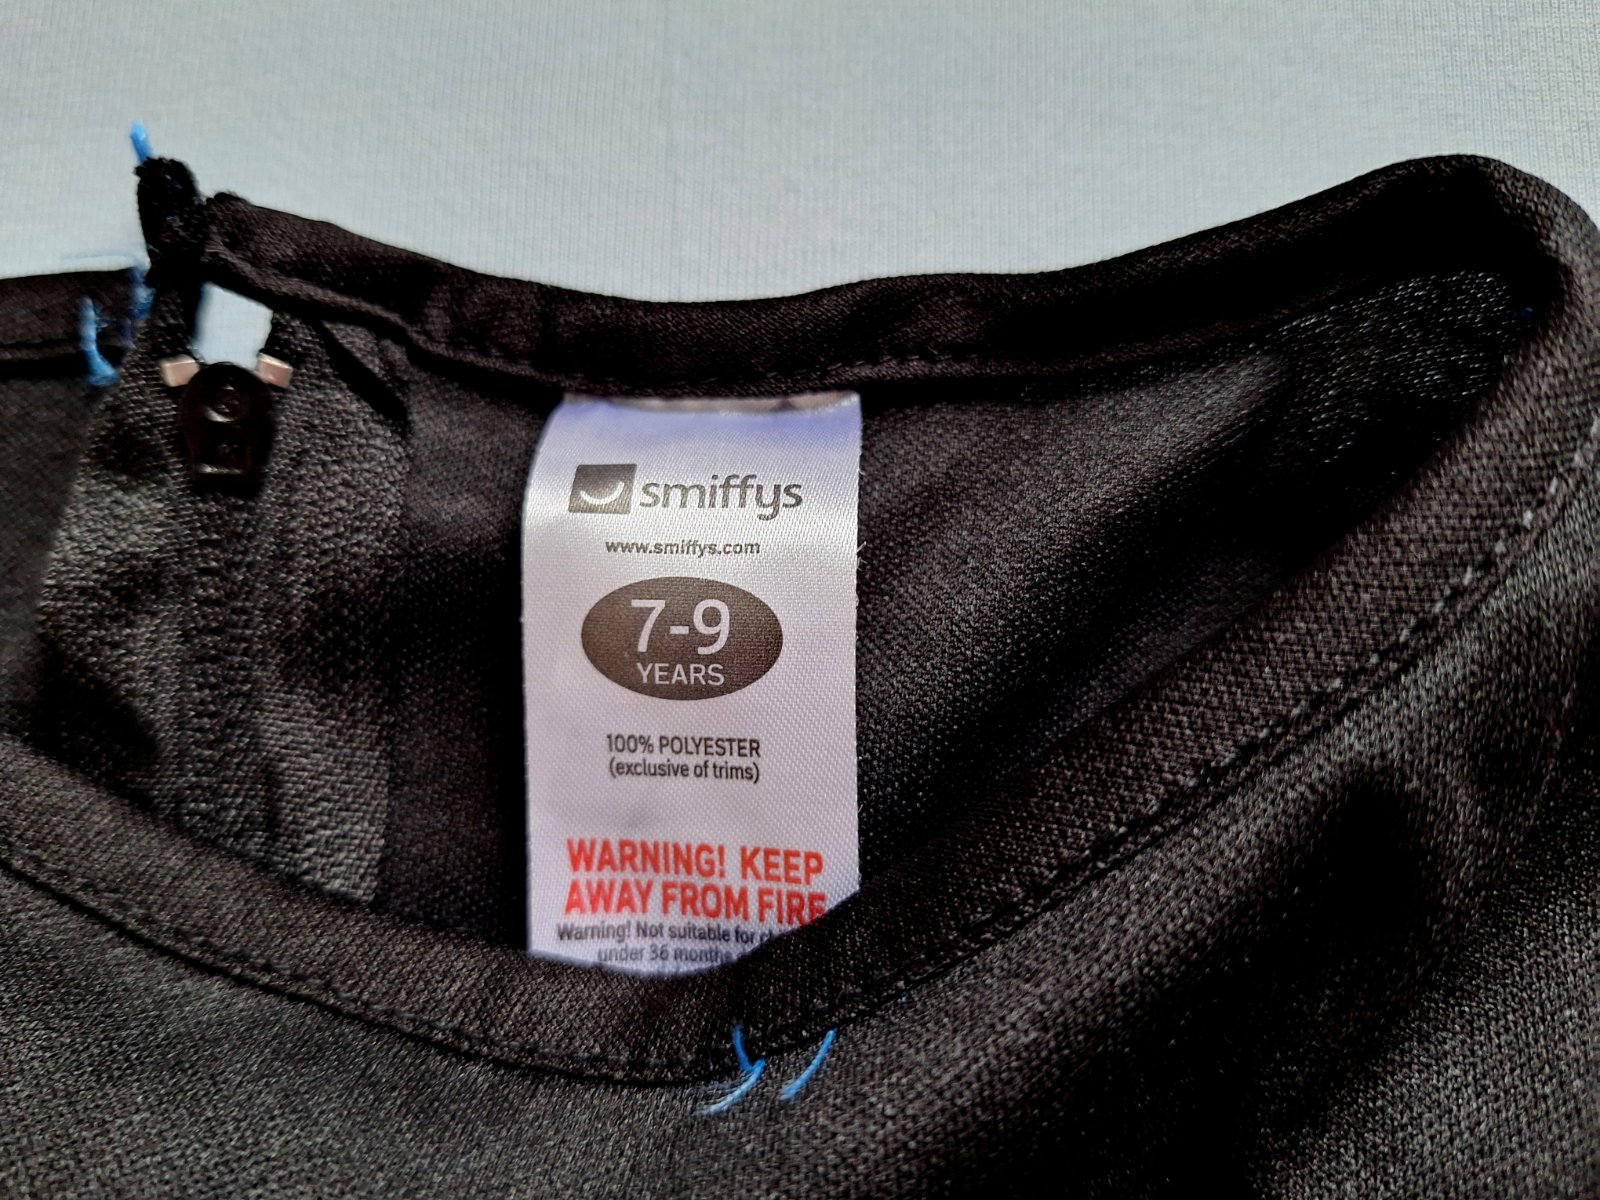 smiffys
www.smiffys.com
7-9
YEARS
100% POLYESTER
(exclusive of trims)
WARNING! KEEP
AWAY FROM FIRE
Warning! Not suitable for
under 36 months